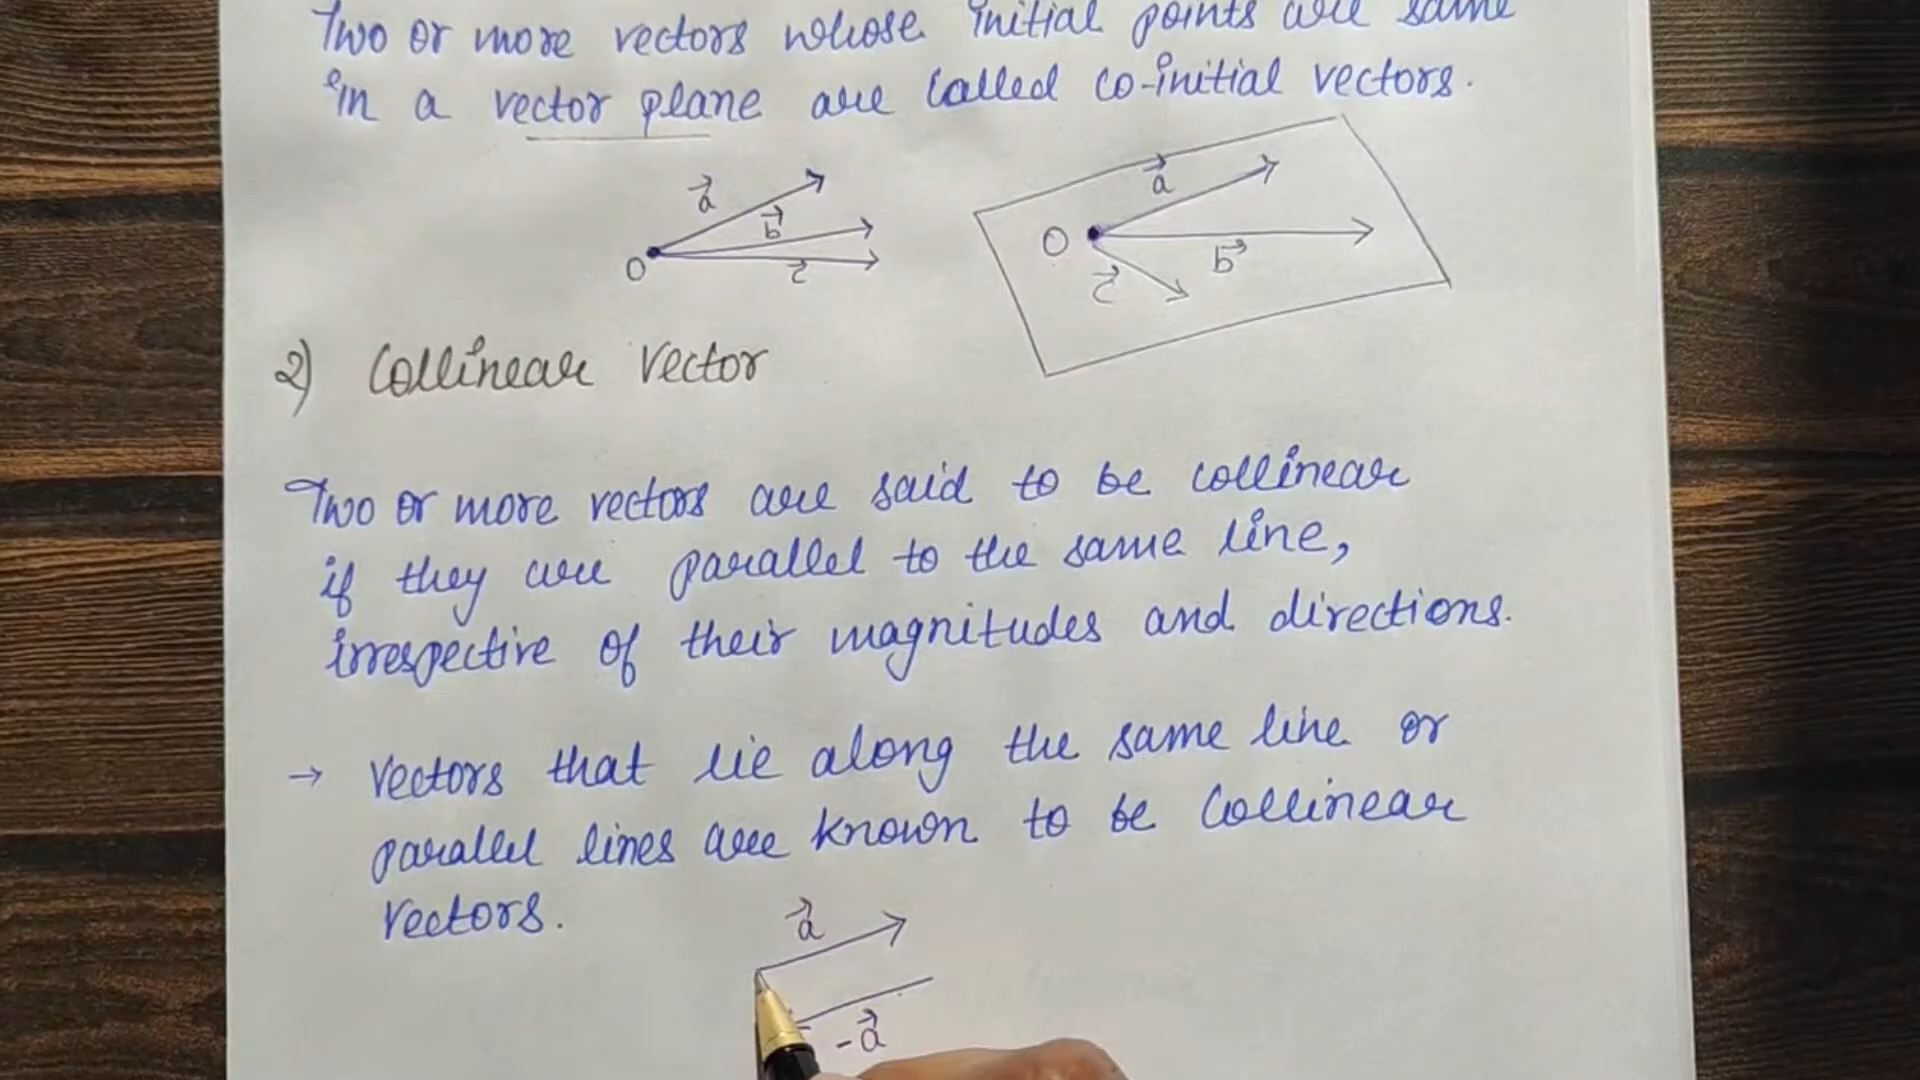 Two or more vectors whose initial points are same
in a vector plane are called co-initial vectors.
a⃗
b⃗
c⃗
O
a⃗
O
b⃗
c⃗
2) Collinear Vector
Two or more vectors are said to be collinear
if they are parallel to the same line,
irrespective of their magnitudes and directions.
→ Vectors that lie along the same line or
parallel lines are known to be Collinear
Vectors.
a⃗
-a⃗